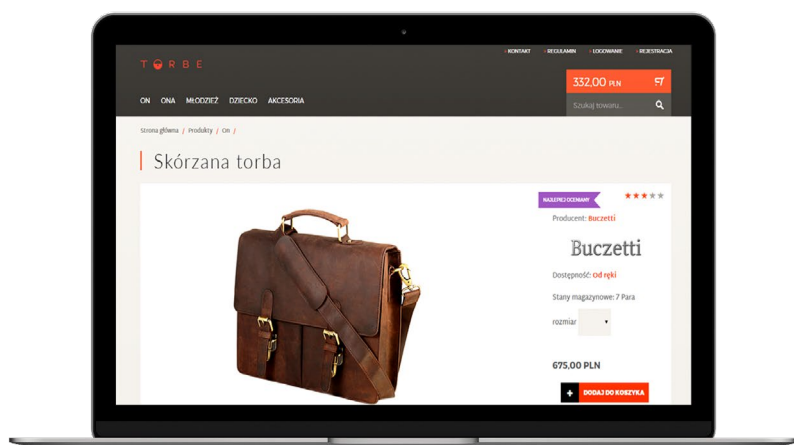 KONTAKT REGULAMIN LOGOWANIE REJESTRACJA
TORBE
332,00 PLN
ON ONA MŁODZIEŻ DZIECKO AKCESORIA
Szukaj towaru..
Strona główna / Produkty / On /
Skórzana torba
NAJLEPIEJ OCENIANY
Producent: Buczetti
Buczetti
Dostępność: Od ręki
Stany magazynowe: 7 Para
rozmiar
675,00 PLN
+ DODAJ DO KOSZYKA